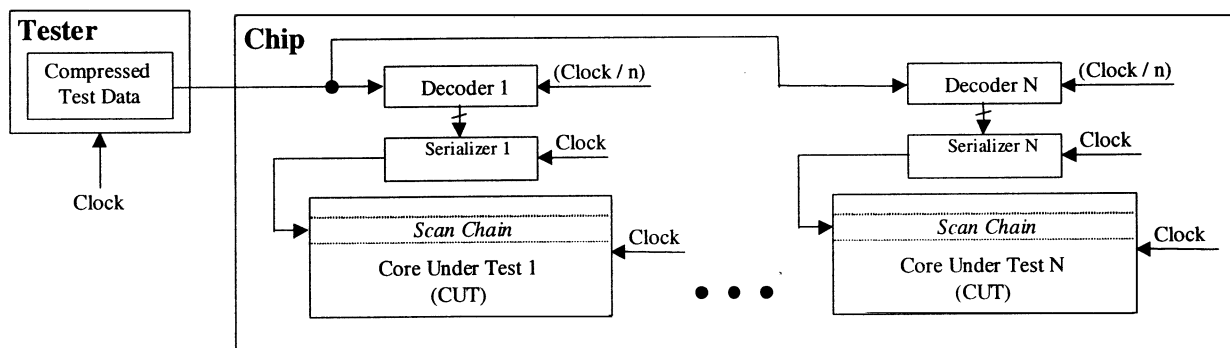 Tester
Compressed
Test Data
Clock
Chip
Decoder 1
(Clock / n)
Serializer 1
Clock
Scan Chain
Clock
Core Under Test 1
(CUT)
Decoder N
(Clock / n)
Serializer N
Clock
Scan Chain
Clock
Core Under Test N
(CUT)